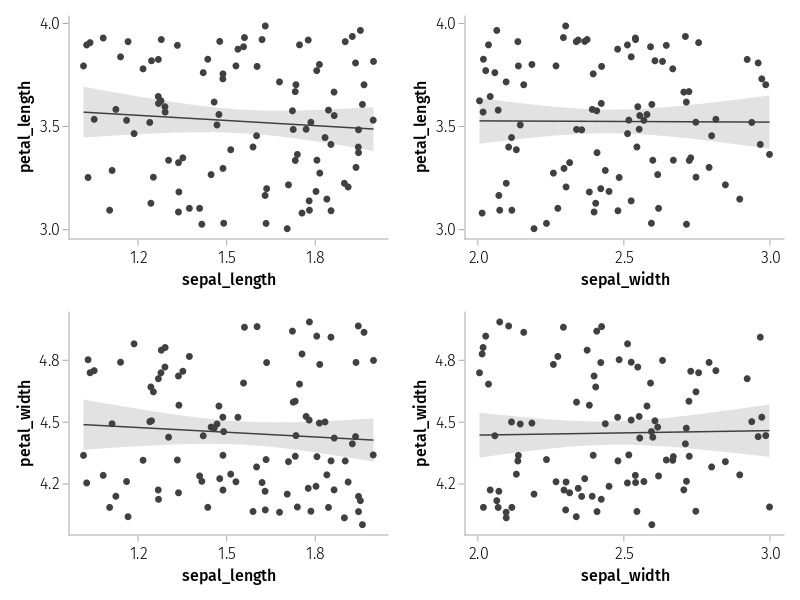 4.0
3.5
3.0
petal_length
1.2 1.5 1.8
sepal_length
4.0
3.5
3.0
petal_length
2.0 2.5 3.0
sepal_width
4.8
4.5
4.2
petal_width
1.2 1.5 1.8
sepal_length
4.8
4.5
4.2
petal_width
2.0 2.5 3.0
sepal_width